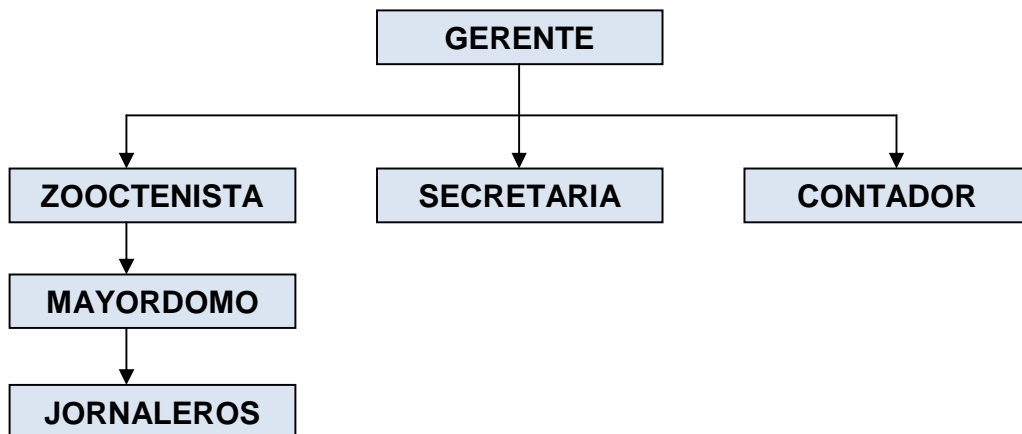 GERENTE
ZOOCTENISTA
SECRETARIA
CONTADOR
MAYORDOMO
JORNALEROS